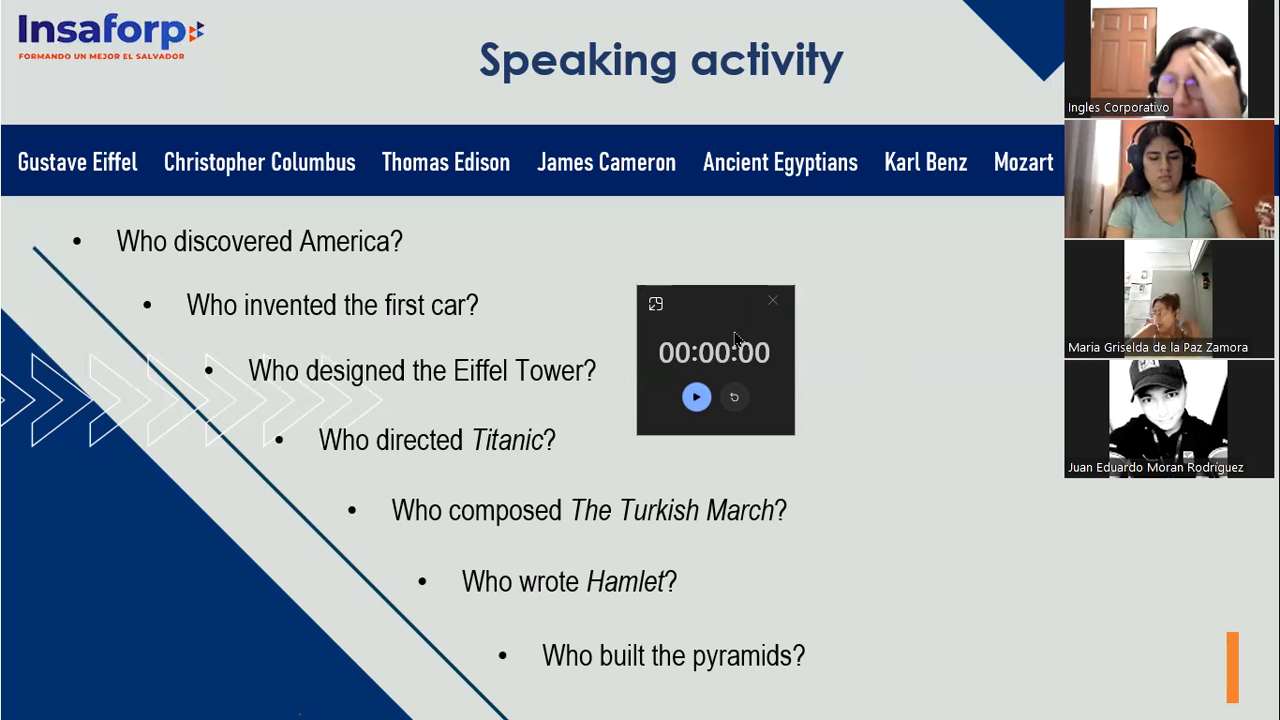 Insaforp
FORMANDO UN MEJOR EL SALVADOR
Speaking activity
Gustave Eiffel Christopher Columbus Thomas Edison James Cameron Ancient Egyptians Karl Benz Mozart
• Who discovered America?
• Who invented the first car?
• Who designed the Eiffel Tower?
• Who directed Titanic?
• Who composed The Turkish March?
• Who wrote Hamlet?
• Who built the pyramids?
00:00:00
Ingles Corporativo
Maria Griselda de la Paz Zamora
Juan Eduardo Moran Rodríguez